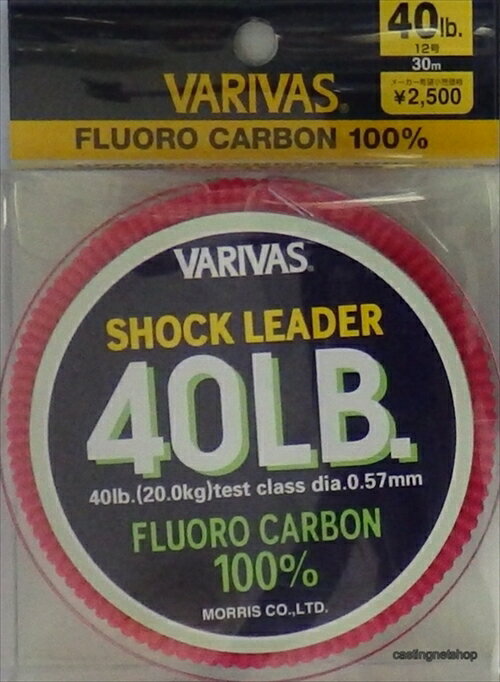 40lb.
12号
30m
メーカー希望小売価格
¥2,500
VARIVAS®
FLUORO CARBON 100%
VARIVAS®
SHOCK LEADER
40LB.
40lb.(20.0kg)test class dia.0.57mm
FLUORO CARBON
100%
MORRIS CO.,LTD.
castingnetshop